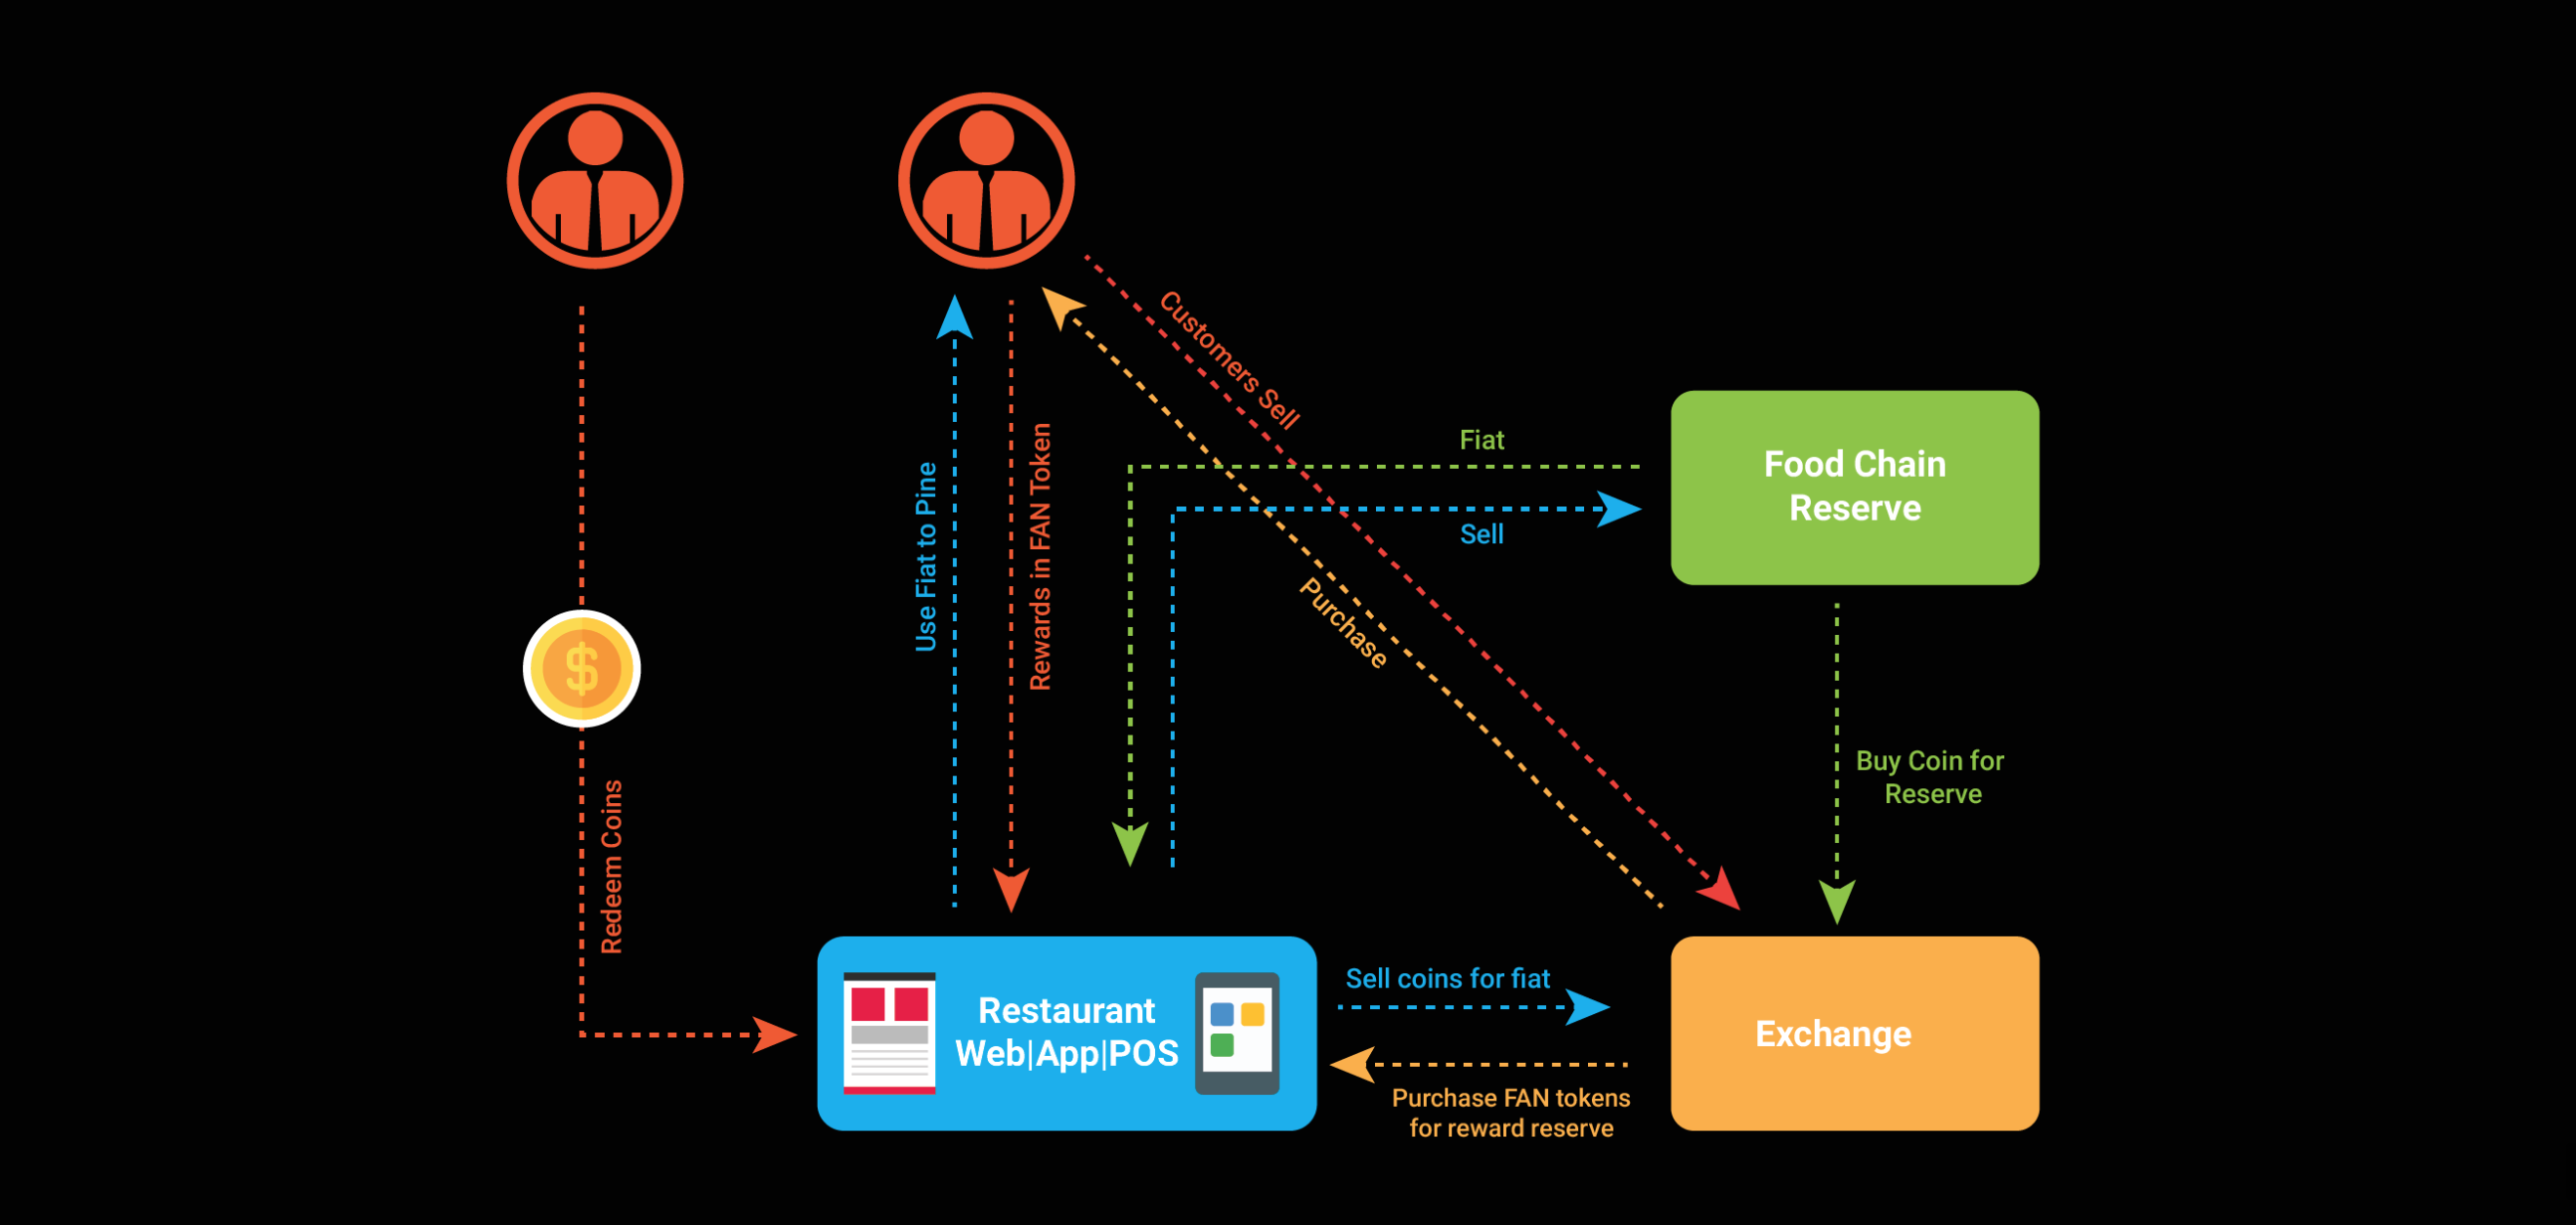 Customers Sell
Fiat
Sell
Food Chain
Reserve
Use Fiat to Pine
Rewards in FAN Token
Purchase
Buy Coin for
Reserve
Redeem Coins
$
Restaurant
Web|App|POS
Sell coins for fiat
Purchase FAN tokens
for reward reserve
Exchange